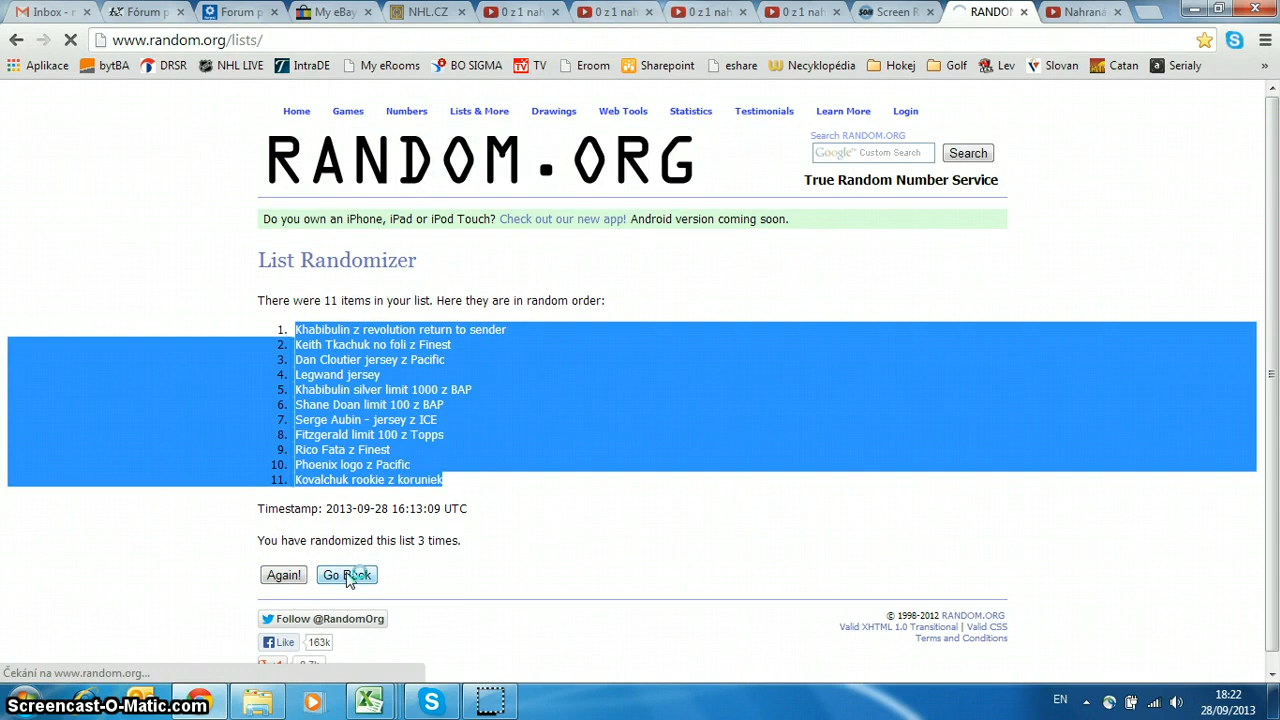 Inbox - r
Fórum p
Forum p
My eBay
NHL.CZ
0 z 1 nah
0 z 1 nah
0 z 1 nah
0 z 1 nah
Screen R
RANDOM
Nahraná
www.random.org/lists/
Aplikace
bytBA
DRSR
NHL LIVE
IntraDE
My eRooms
BO SIGMA
TV
Eroom
Sharepoint
eshare
Necyklopédia
Hokej
Golf
Lev
Slovan
Catan
Serialy
»
Home
Games
Numbers
Lists & More
Drawings
Web Tools
Statistics
Testimonials
Learn More
Login
RANDOM.ORG
Search RANDOM.ORG
Google™ Custom Search
Search
True Random Number Service
Do you own an iPhone, iPad or iPod Touch? Check out our new app! Android version coming soon.
List Randomizer
There were 11 items in your list. Here they are in random order:
1. Khabibulin z revolution return to sender
2. Keith Tkachuk no foli z Finest
3. Dan Cloutier jersey z Pacific
4. Legwand jersey
5. Khabibulin silver limit 1000 z BAP
6. Shane Doan limit 100 z BAP
7. Serge Aubin - jersey z ICE
8. Fitzgerald limit 100 z Topps
9. Rico Fata z Finest
10. Phoenix logo z Pacific
11. Kovalchuk rookie z koruniek
Timestamp: 2013-09-28 16:13:09 UTC
You have randomized this list 3 times.
Again!
Go Back
Follow @RandomOrg
Like
163k
© 1998-2012 RANDOM.ORG
Valid XHTML 1.0 Transitional | Valid CSS
Terms and Conditions
Čekání na www.random.org...
Screencast-O-Matic.com
EN
18:22
28/09/2013